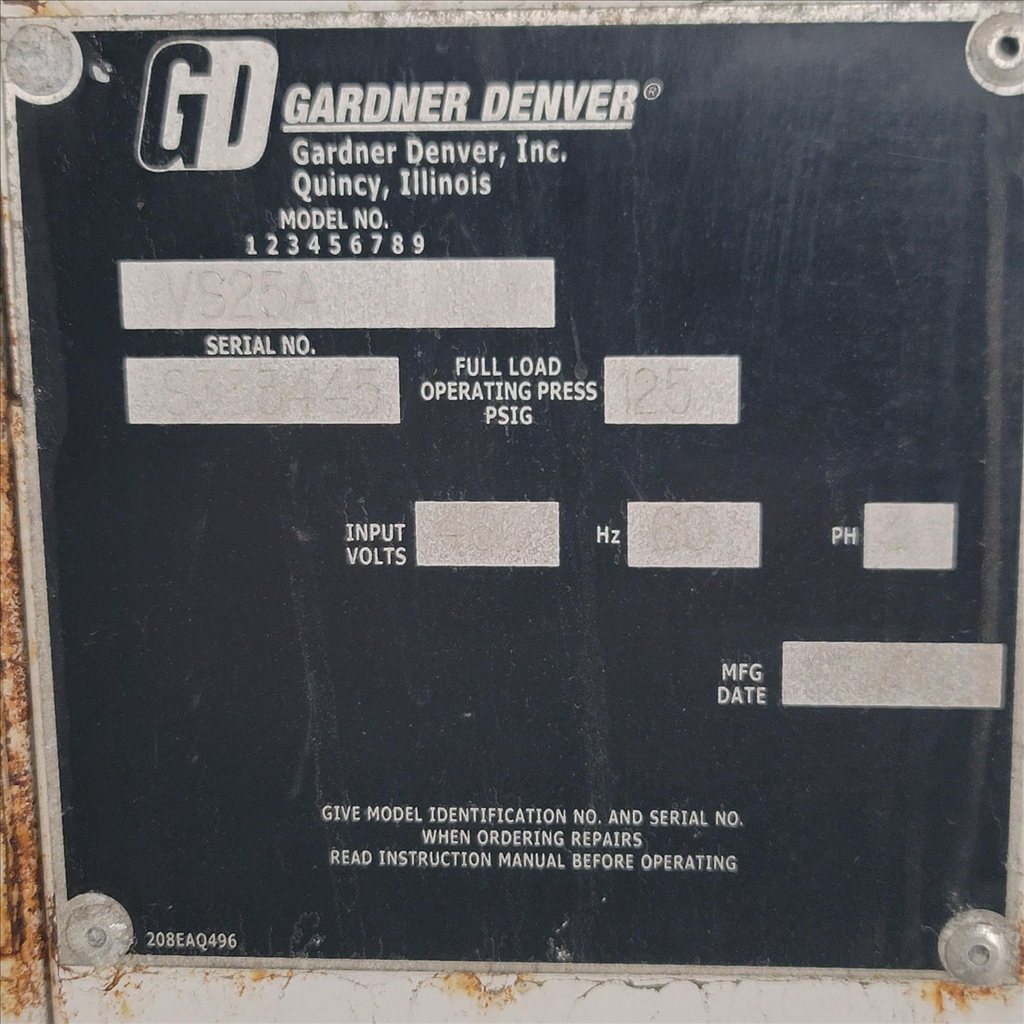 GD GARDNER DENVER®
Gardner Denver, Inc.
Quincy, Illinois
MODEL NO.
1 2 3 4 5 6 7 8 9
VS25A
SERIAL NO.
FULL LOAD
OPERATING PRESS
PSIG
125
INPUT
VOLTS
Hz 60
PH
MFG
DATE
GIVE MODEL IDENTIFICATION NO. AND SERIAL NO.
WHEN ORDERING REPAIRS
READ INSTRUCTION MANUAL BEFORE OPERATING
208EAQ496